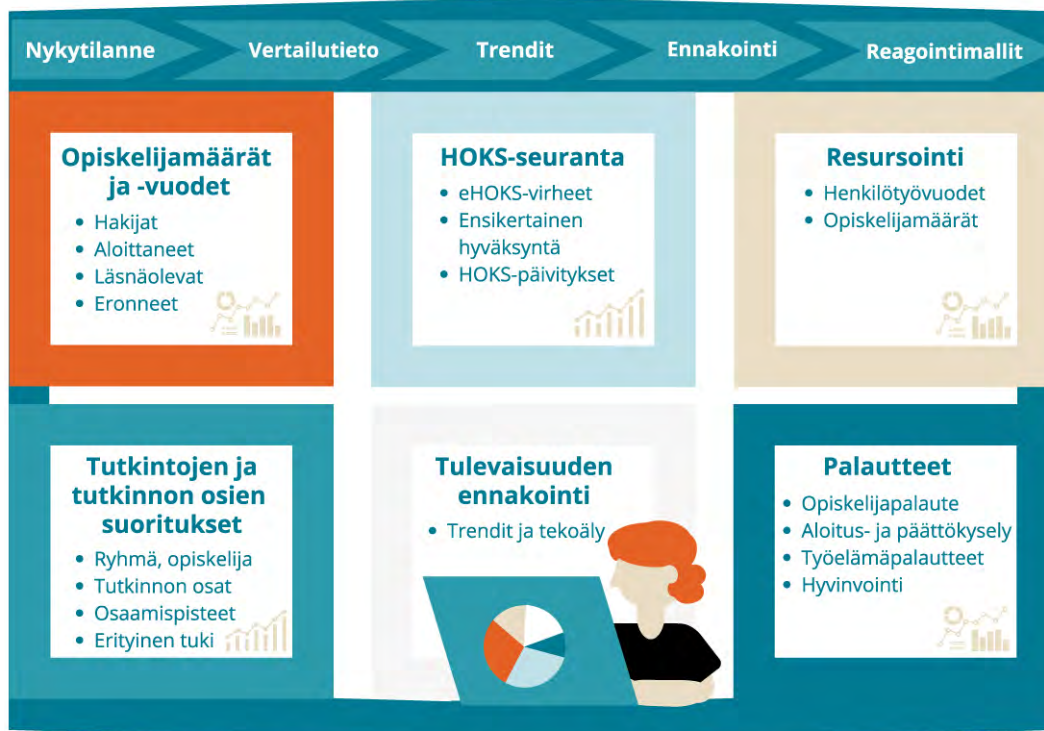 Nykytilanne
Vertailutieto
Trendit
Ennakointi
Reagointimallit
Opiskelijamäärät
ja -vuodet
• Hakijat
• Aloittaneet
• Läsnäolevat
• Eronneet
HOKS-seuranta
• eHOKS-virheet
• Ensikertainen
hyväksyntä
• HOKS-päivitykset
Resursointi
• Henkilötyövuodet
• Opiskelijamäärät
Tutkintojen ja
tutkinnon osien
suoritukset
• Ryhmä, opiskelija
• Tutkinnon osat
• Osaamispisteet
• Erityinen tuki
Tulevaisuuden
ennakointi
• Trendit ja tekoäly
Palautteet
• Opiskelijapalaute
• Aloitus- ja päättökysely
• Työelämäpalautteet
• Hyvinvointi